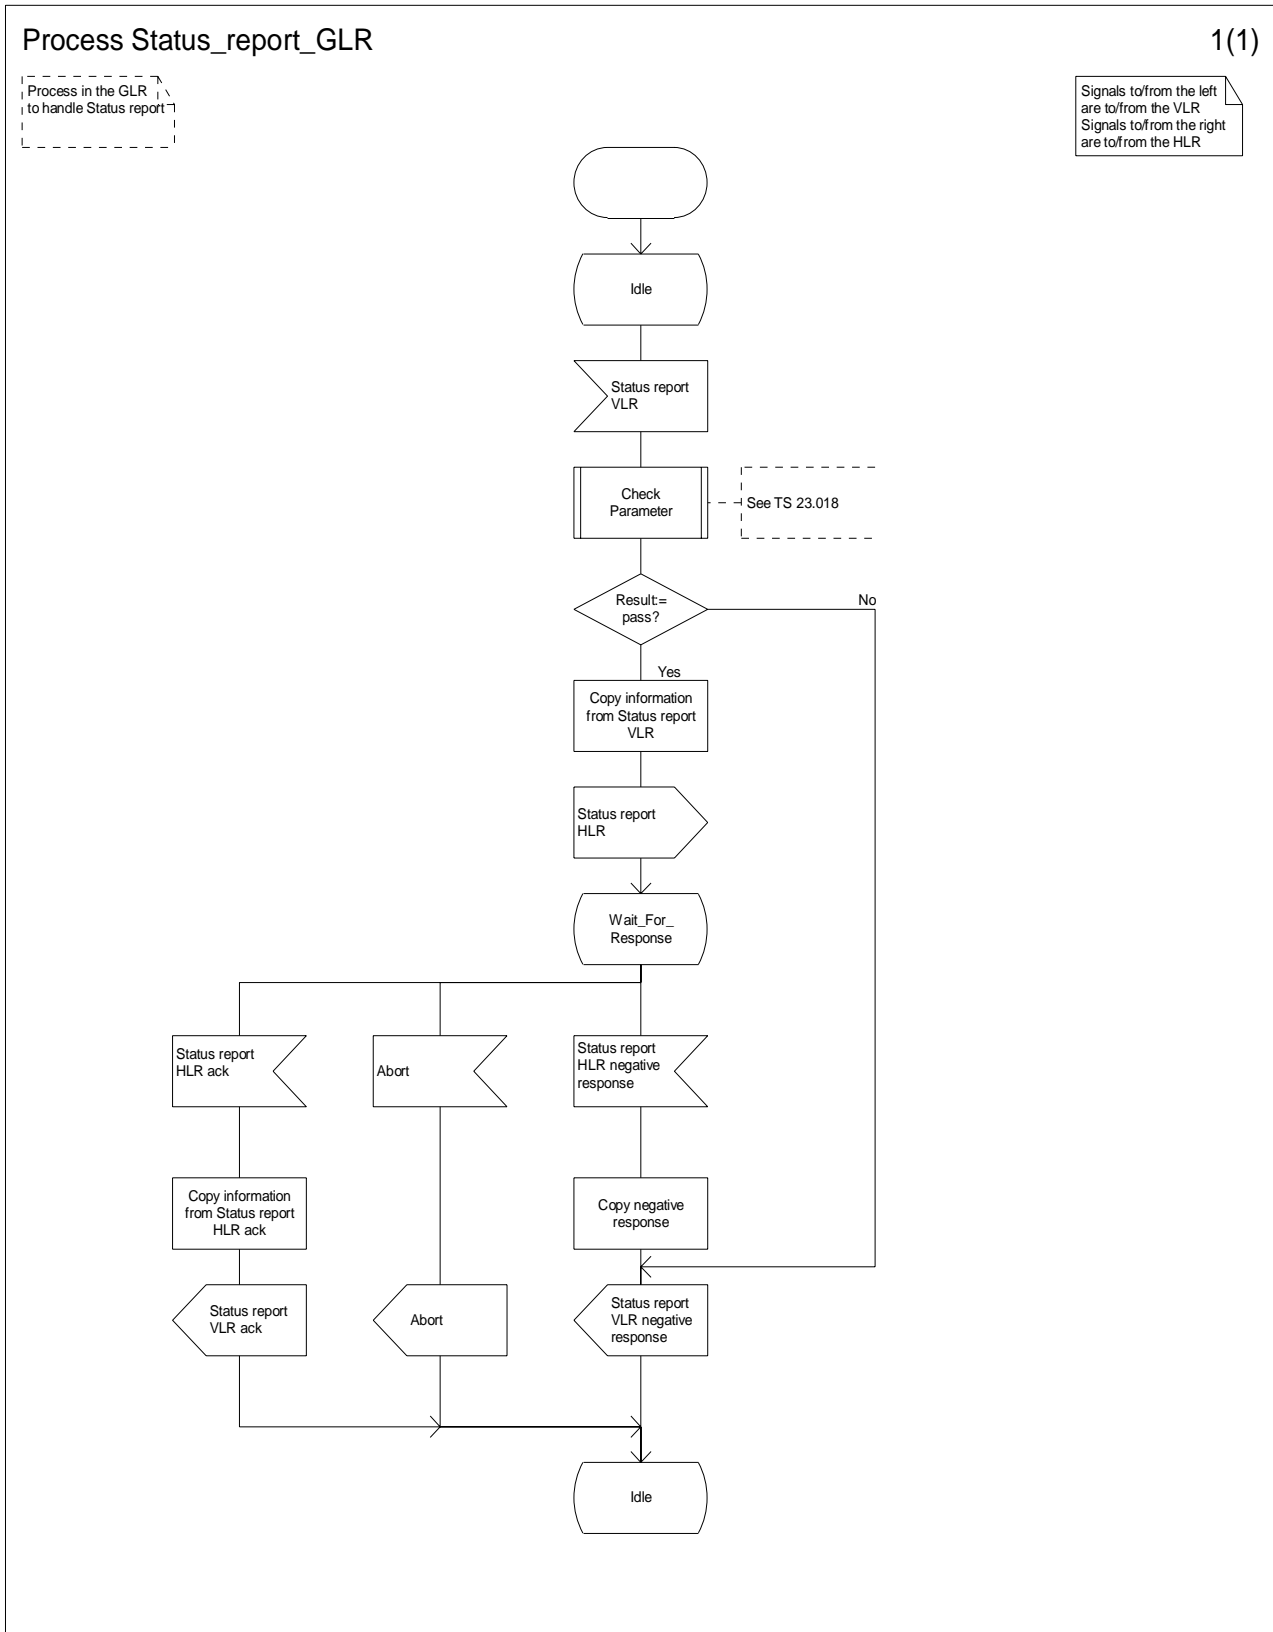 Process Status_report_GLR
1(1)
Process in the GLR
to handle Status report
Signals to/from the left
are to/from the VLR
Signals to/from the right
are to/from the HLR
Idle
Status report
VLR
Check
Parameter
See TS 23.018
Result:=
pass?
No
Yes
Copy information
from Status report
VLR
Status report
HLR
Wait_For_
Response
Status report
HLR ack
Abort
Status report
HLR negative
response
Copy information
from Status report
HLR ack
Copy negative
response
Status report
VLR ack
Abort
Status report
VLR negative
response
Idle